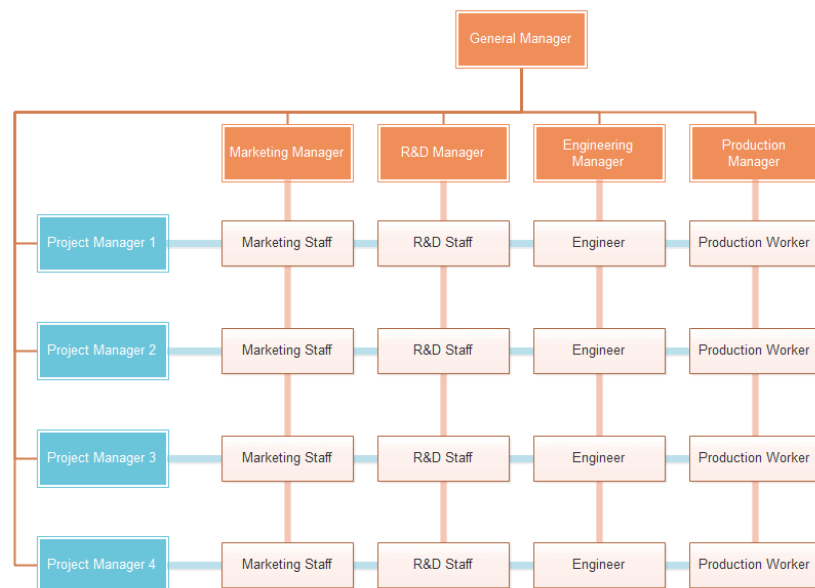 General Manager
Marketing Manager
R&D Manager
Engineering
Manager
Production
Manager
Project Manager 1
Marketing Staff
R&D Staff
Engineer
Production Worker
Project Manager 2
Marketing Staff
R&D Staff
Engineer
Production Worker
Project Manager 3
Marketing Staff
R&D Staff
Engineer
Production Worker
Project Manager 4
Marketing Staff
R&D Staff
Engineer
Production Worker